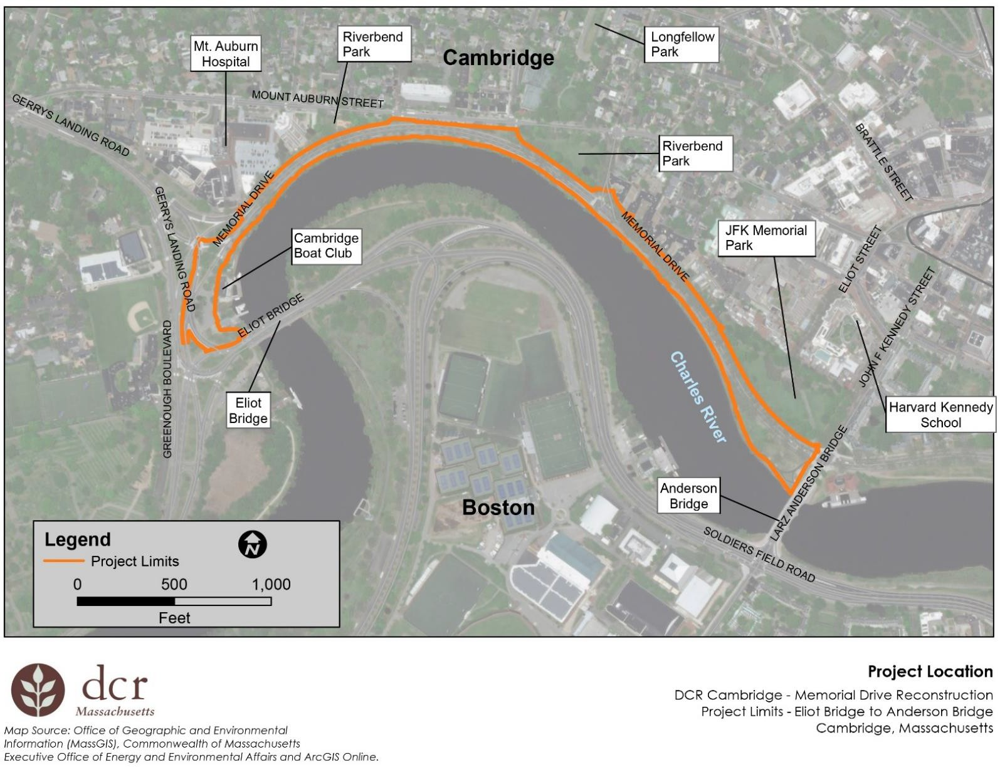 Mt. Auburn
Hospital
Riverbend
Park
Cambridge
Longfellow
Park
MOUNT AUBURN STREET
GERRYS LANDING ROAD
Riverbend
Park
BRATTLE STREET
MEMORIAL DRIVE
GERRYS LANDING ROAD
MEMORIAL DRIVE
Cambridge
Boat Club
JFK Memorial
Park
ELIOT STREET
ELIOT BRIDGE
JOHN F KENNEDY STREET
GREENOUGH BOULEVARD
Charles River
Eliot
Bridge
Harvard Kennedy
School
Anderson
Bridge
LARZ ANDERSON BRIDGE
Boston
SOLDIERS FIELD ROAD
Legend
N
Project Limits
0 500 1,000
Feet
dcr
Massachusetts
Map Source: Office of Geographic and Environmental
Information (MassGIS), Commonwealth of Massachusetts
Executive Office of Energy and Environmental Affairs and ArcGIS Online.
Project Location
DCR Cambridge - Memorial Drive Reconstruction
Project Limits - Eliot Bridge to Anderson Bridge
Cambridge, Massachusetts